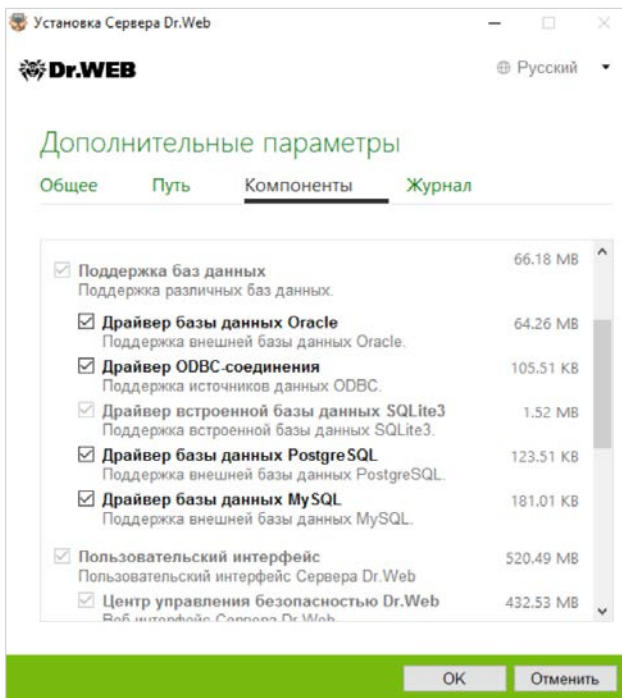 Установка Сервера Dr.Web
Dr.WEB
Русский
Дополнительные параметры
Общее Путь Компоненты Журнал
Поддержка баз данных 66.18 MB
Поддержка различных баз данных.
Драйвер базы данных Oracle 64.26 MB
Поддержка внешней базы данных Oracle.
Драйвер ODBC-соединения 105.51 KB
Поддержка источников данных ODBC.
Драйвер встроенной базы данных SQLite3 1.52 MB
Поддержка встроенной базы данных SQLite3.
Драйвер базы данных PostgreSQL 123.51 KB
Поддержка внешней базы данных PostgreSQL.
Драйвер базы данных MySQL 181.01 KB
Поддержка внешней базы данных MySQL.
Пользовательский интерфейс 520.49 MB
Пользовательский интерфейс Сервера Dr.Web
Центр управления безопасностью Dr.Web 432.53 MB
Веб интерфейс Сервера Dr.Web
OK Отменить